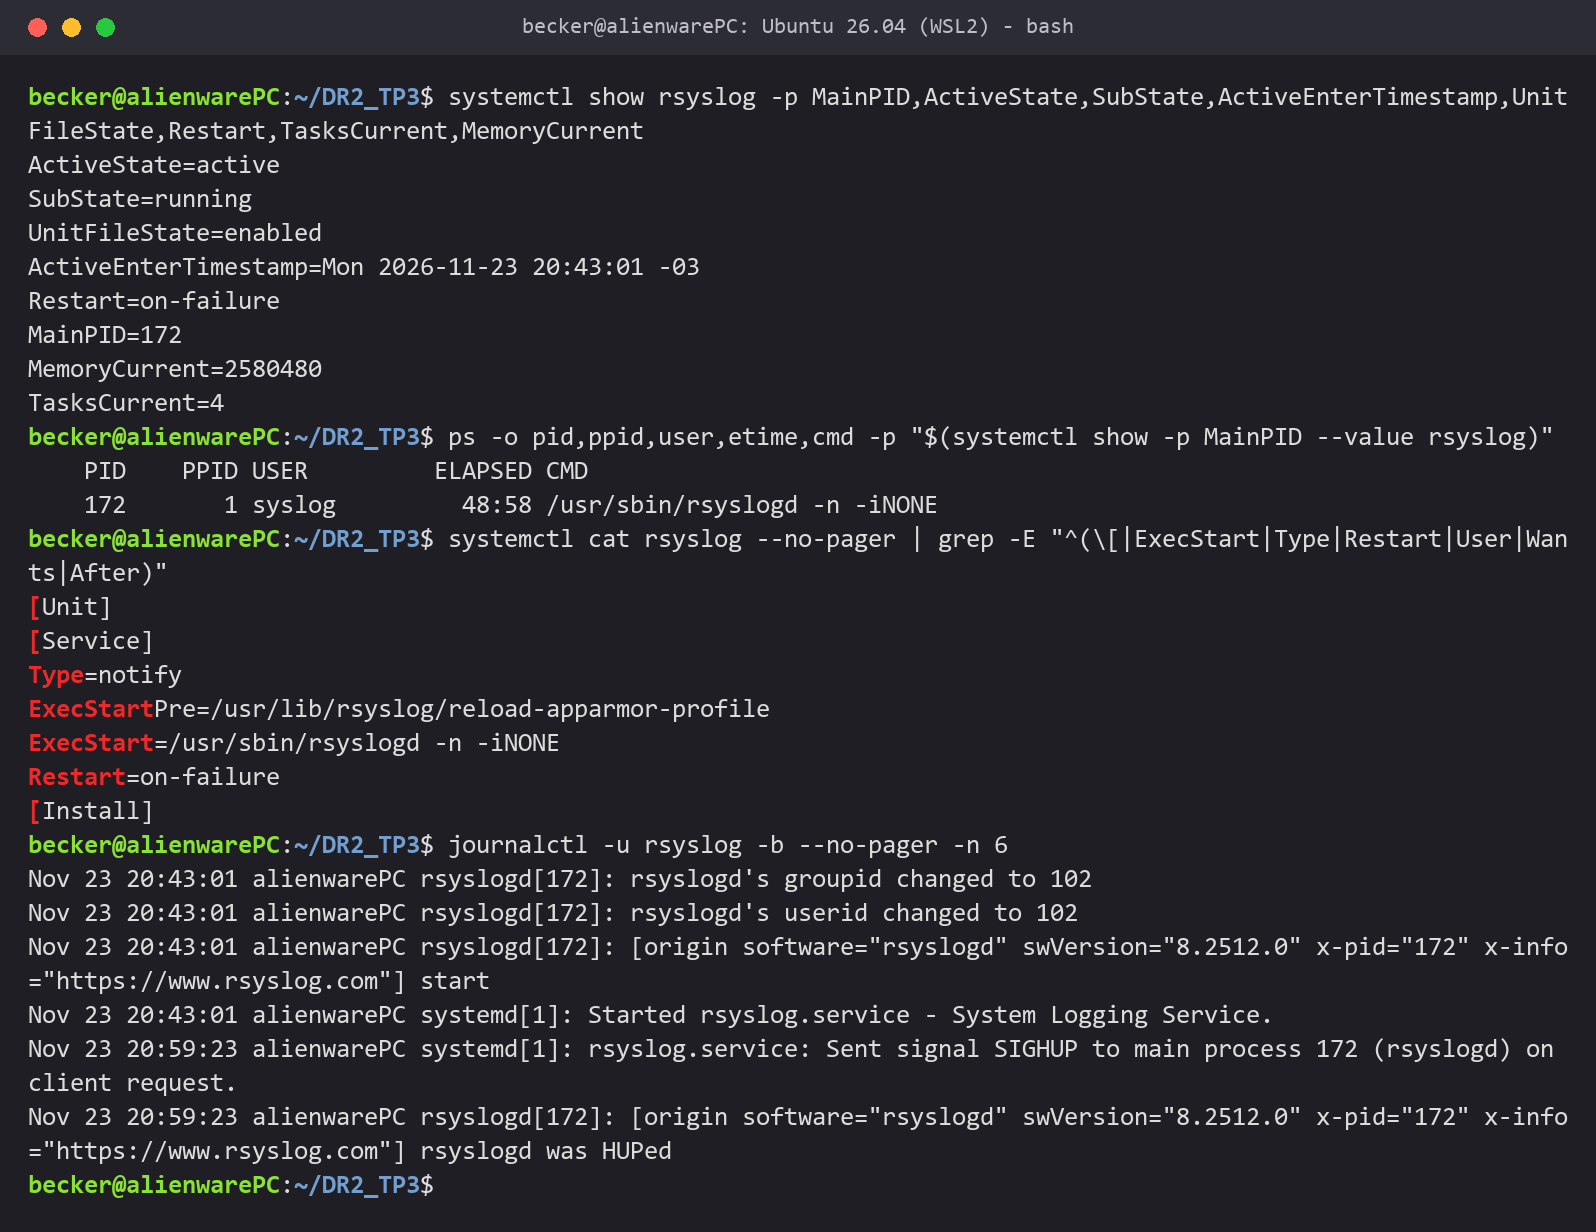 becker@alienwarePC: Ubuntu 26.04 (WSL2) - bash
becker@alienwarePC:~/DR2_TP3$ systemctl show rsyslog -p MainPID,ActiveState,SubState,ActiveEnterTimestamp,Unit
FileState,Restart,TasksCurrent,MemoryCurrent
ActiveState=active
SubState=running
UnitFileState=enabled
ActiveEnterTimestamp=Mon 2026-11-23 20:43:01 -03
Restart=on-failure
MainPID=172
MemoryCurrent=2580480
TasksCurrent=4
becker@alienwarePC:~/DR2_TP3$ ps -o pid,ppid,user,etime,cmd -p "$(systemctl show -p MainPID --value rsyslog)"
    PID    PPID USER         ELAPSED CMD
    172       1 syslog         48:58 /usr/sbin/rsyslogd -n -iNONE
becker@alienwarePC:~/DR2_TP3$ systemctl cat rsyslog --no-pager | grep -E "^(\[|ExecStart|Type|Restart|User|Wan
ts|After)"
[Unit]
[Service]
Type=notify
ExecStartPre=/usr/lib/rsyslog/reload-apparmor-profile
ExecStart=/usr/sbin/rsyslogd -n -iNONE
Restart=on-failure
[Install]
becker@alienwarePC:~/DR2_TP3$ journalctl -u rsyslog -b --no-pager -n 6
Nov 23 20:43:01 alienwarePC rsyslogd[172]: rsyslogd's groupid changed to 102
Nov 23 20:43:01 alienwarePC rsyslogd[172]: rsyslogd's userid changed to 102
Nov 23 20:43:01 alienwarePC rsyslogd[172]: [origin software="rsyslogd" swVersion="8.2512.0" x-pid="172" x-info
="https://www.rsyslog.com"] start
Nov 23 20:43:01 alienwarePC systemd[1]: Started rsyslog.service - System Logging Service.
Nov 23 20:59:23 alienwarePC systemd[1]: rsyslog.service: Sent signal SIGHUP to main process 172 (rsyslogd) on
client request.
Nov 23 20:59:23 alienwarePC rsyslogd[172]: [origin software="rsyslogd" swVersion="8.2512.0" x-pid="172" x-info
="https://www.rsyslog.com"] rsyslogd was HUPed
becker@alienwarePC:~/DR2_TP3$